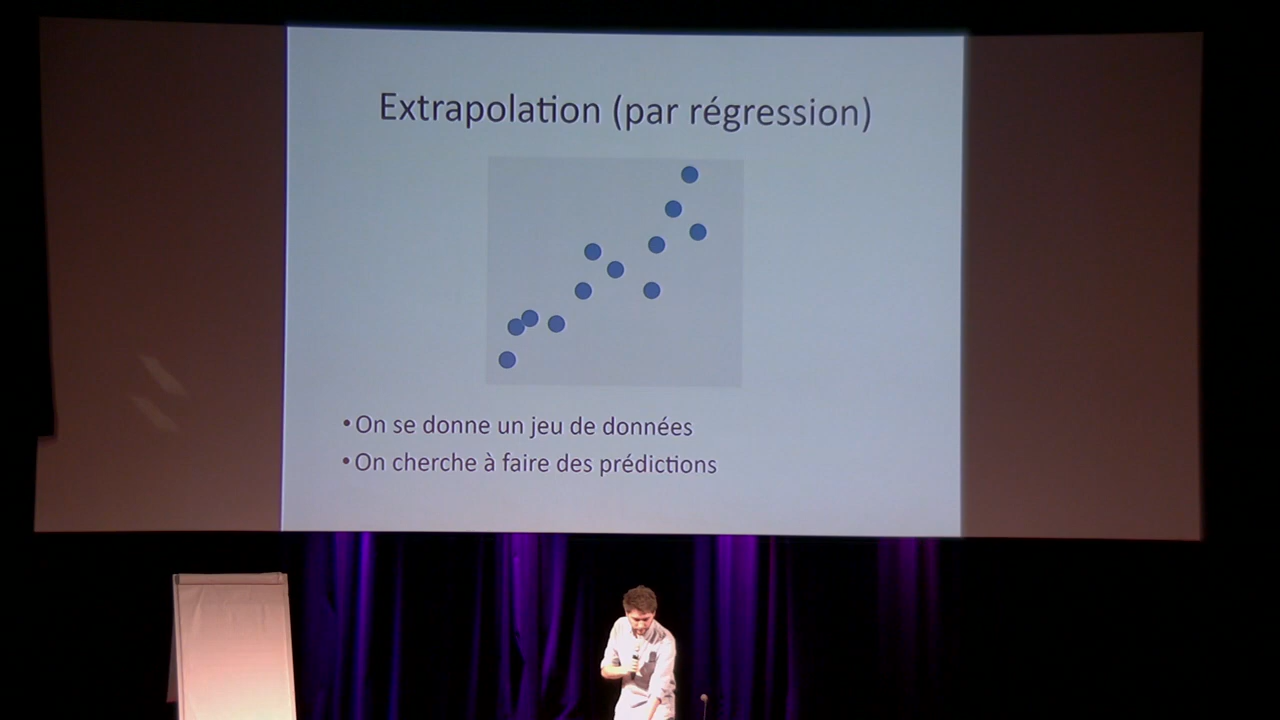 Extrapolation (par régression)
• On se donne un jeu de données
• On cherche à faire des prédictions